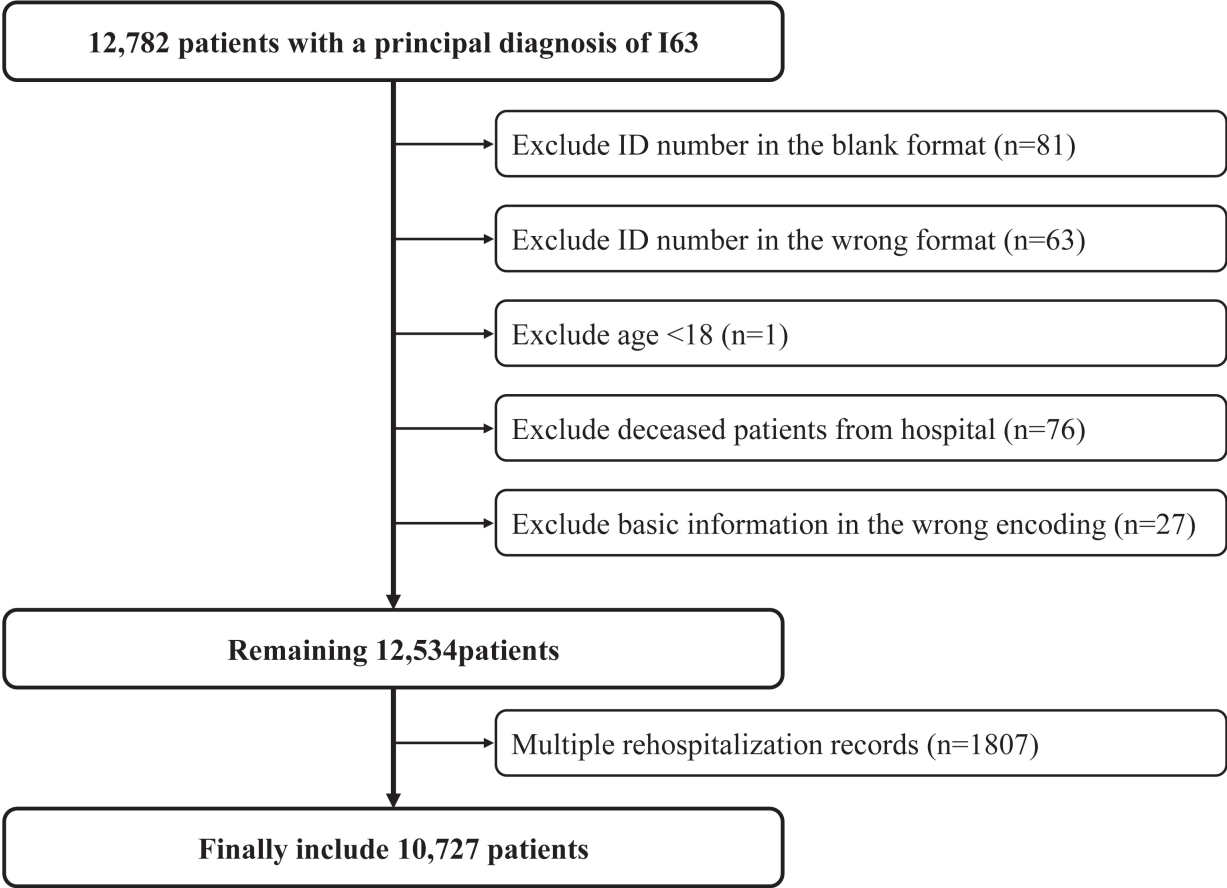 12,782 patients with a principal diagnosis of I63
Exclude ID number in the blank format (n=81)
Exclude ID number in the wrong format (n=63)
Exclude age <18 (n=1)
Exclude deceased patients from hospital (n=76)
Exclude basic information in the wrong encoding (n=27)
Remaining 12,534patients
Multiple rehospitalization records (n=1807)
Finally include 10,727 patients